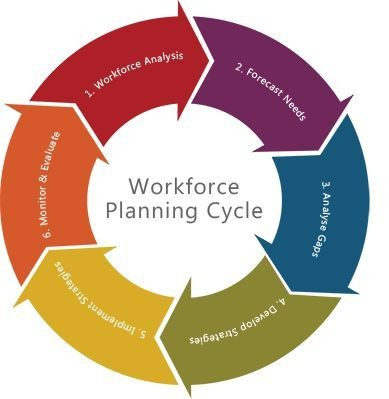 1. Workforce Analysis
2. Forecast Needs
3. Analyse Gaps
4. Develop Strategies
5. Implement Strategies
6. Monitor & Evaluate
Workforce
Planning Cycle